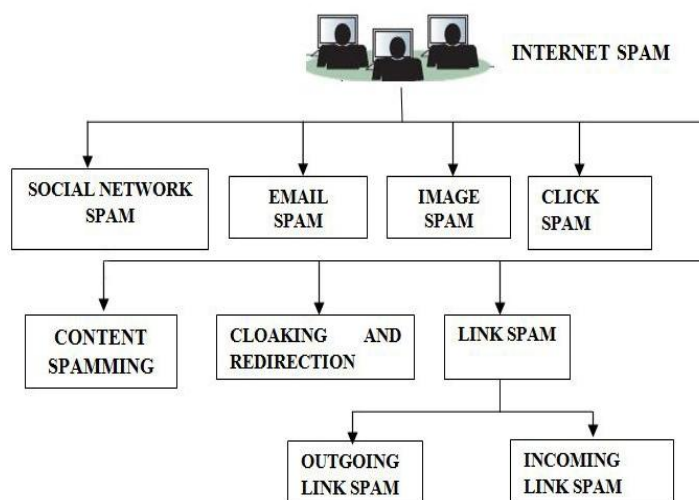 INTERNET SPAM
SOCIAL NETWORK
SPAM
EMAIL
SPAM
IMAGE
SPAM
CLICK
SPAM
CONTENT
SPAMMING
CLOAKING AND
REDIRECTION
LINK SPAM
OUTGOING
LINK SPAM
INCOMING
LINK SPAM